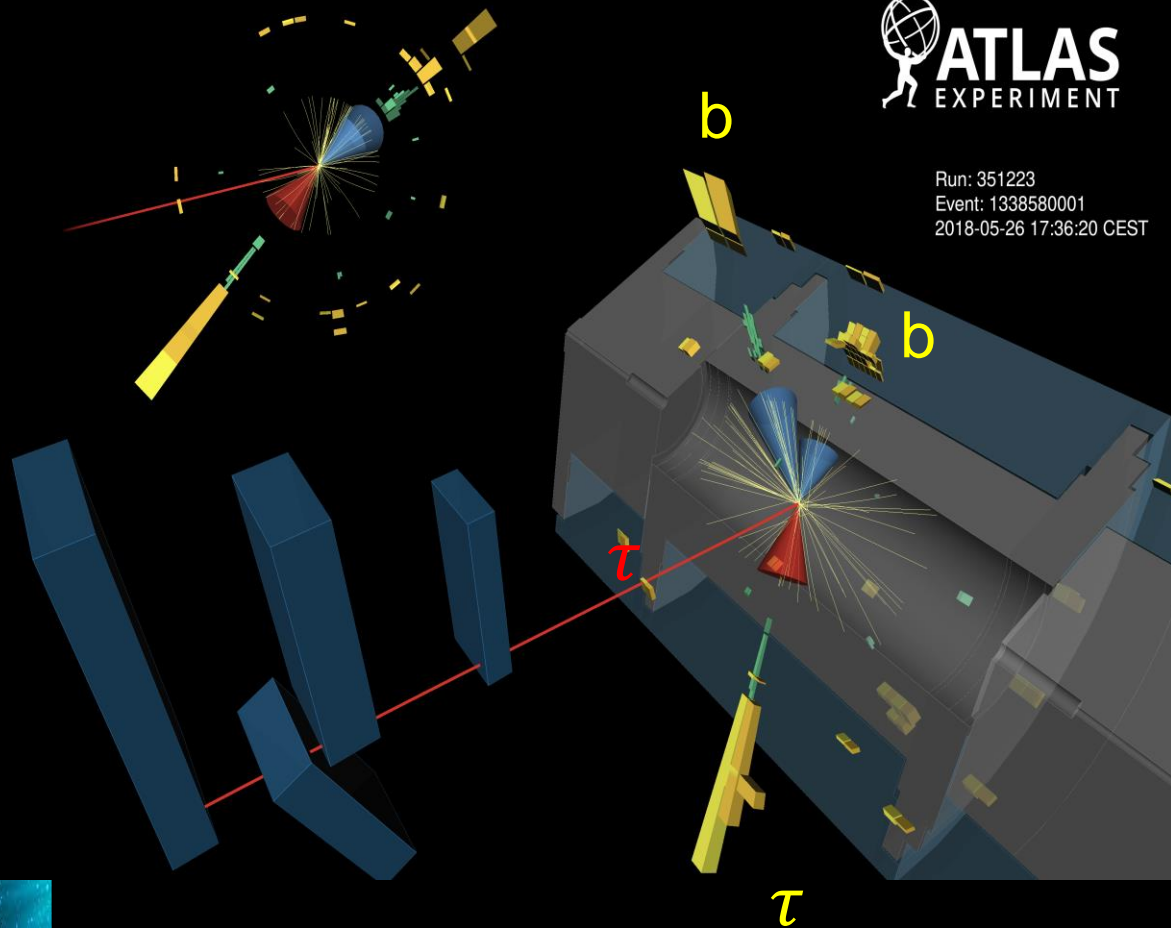 ATLAS
EXPERIMENT
b
Run: 351223
Event: 1338580001
2018-05-26 17:36:20 CEST
b
τ
τ